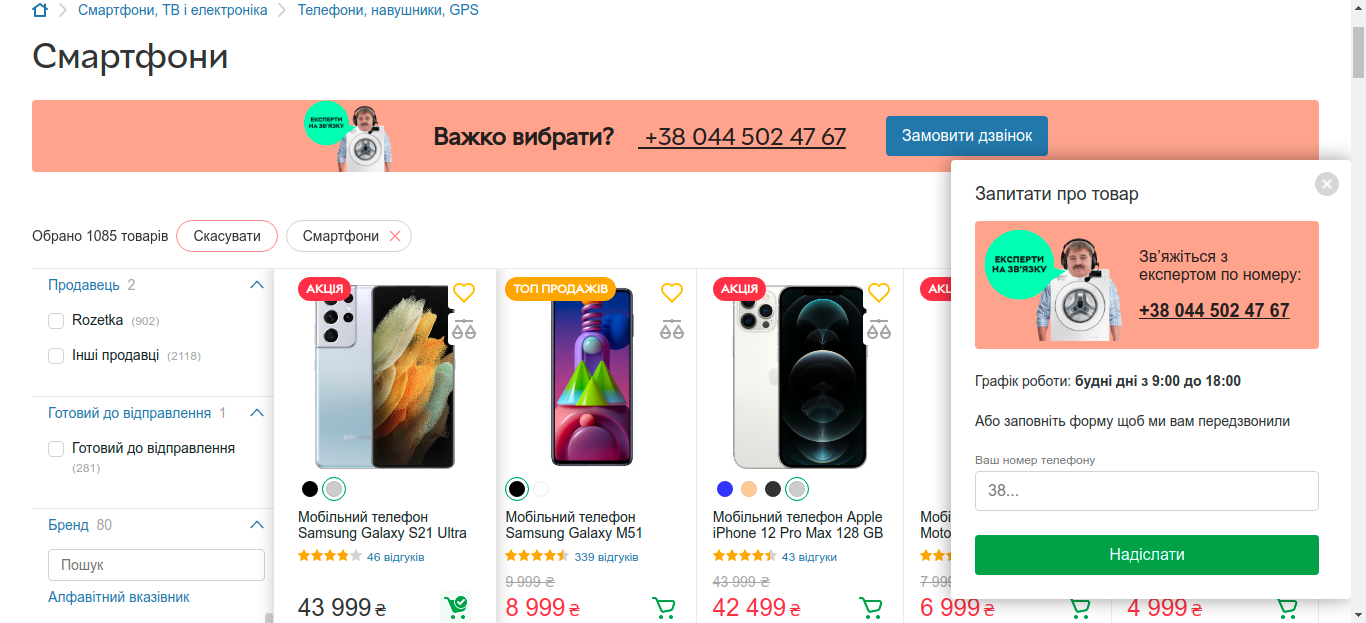 Смартфони, ТВ і електроніка
Телефони, навушники, GPS
Смартфони
ЕКСПЕРТИ
НА ЗВ'ЯЗКУ
Важко вибрати?
+38 044 502 47 67
Замовити дзвінок
Обрано 1085 товарів
Скасувати
Смартфони
Продавець 2
Rozetka (902)
Інші продавці (2118)
Готовий до відправлення 1
Готовий до відправлення
(281)
Бренд 80
Пошук
Алфавітний вказівник
АКЦІЯ
SAMSUNG
Мобільний телефон
Samsung Galaxy S21 Ultra
46 відгуків
43 999 ₴
ТОП ПРОДАЖІВ
Мобільний телефон
Samsung Galaxy M51
339 відгуків
9 999 ₴
8 999 ₴
АКЦІЯ
Мобільний телефон Apple
iPhone 12 Pro Max 128 GB
43 відгуки
43 999 ₴
42 499 ₴
АКЦ
Мобі
Moto
7 999
6 999 ₴
4 999 ₴
Запитати про товар
ЕКСПЕРТИ
НА ЗВ'ЯЗКУ
Зв'яжіться з
експертом по номеру:
+38 044 502 47 67
Графік роботи: будні дні з 9:00 до 18:00
Або заповніть форму щоб ми вам передзвонили
Ваш номер телефону
38...
Надіслати